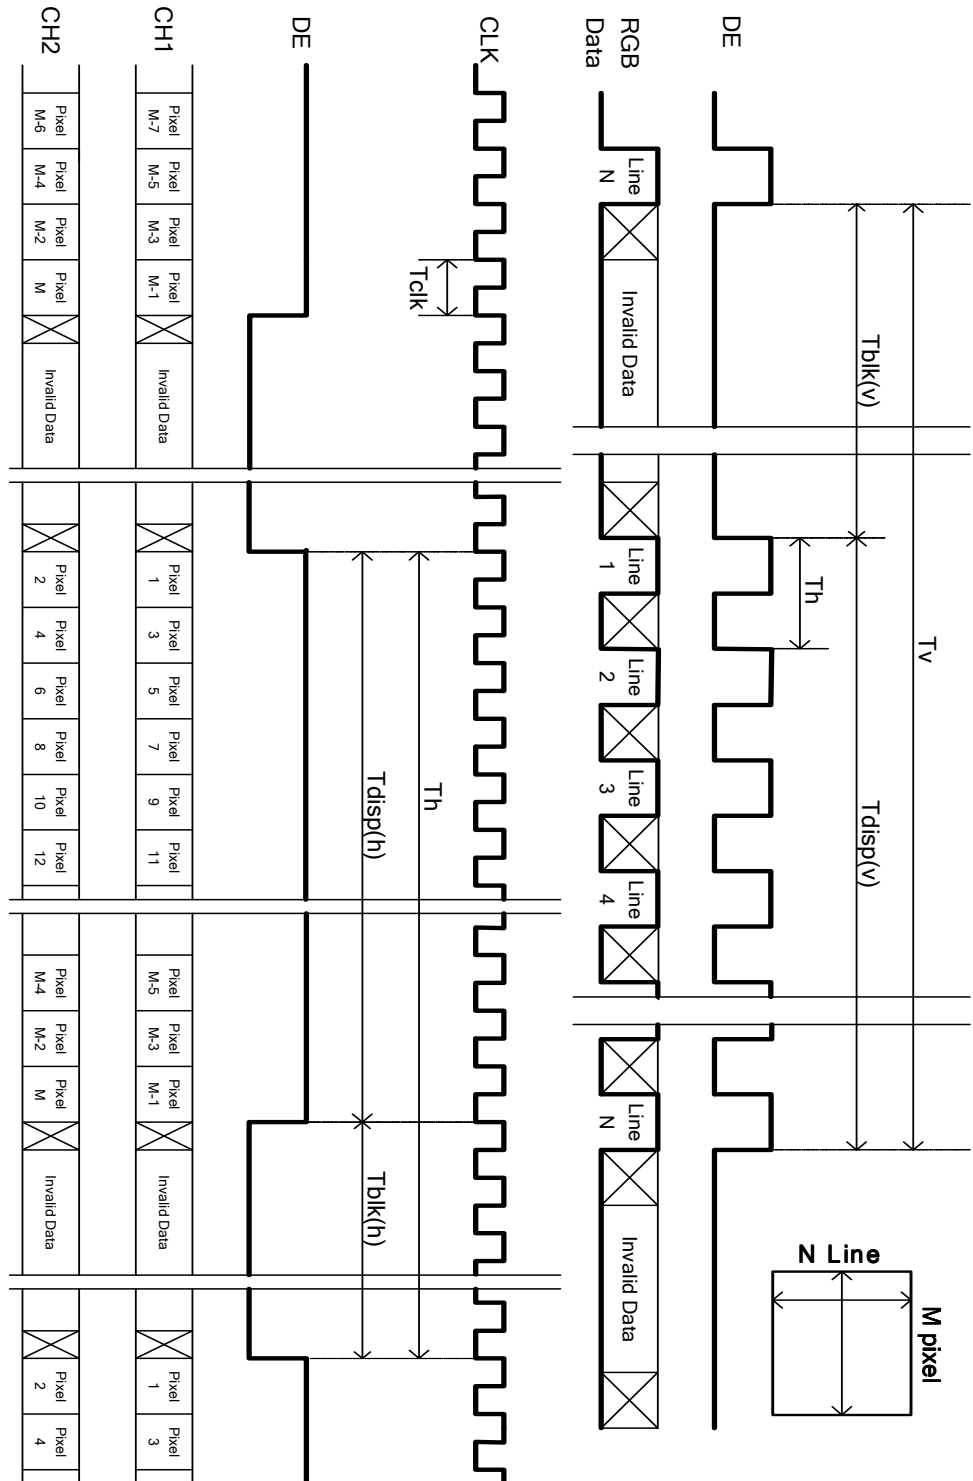 Tv
Tblk(v)
Tdisp(v)
Th
DE
RGB
Data
Line
N
Invalid Data
Line
1
Line
2
Line
3
Line
4
Line
N
Invalid Data
M pixel
N Line
CLK
Tclk
Th
Tdisp(h)
Tblk(h)
DE
CH1
Pixel
M-7
Pixel
M-5
Pixel
M-3
Pixel
M-1
Invalid Data
Pixel
1
Pixel
3
Pixel
5
Pixel
7
Pixel
9
Pixel
11
Pixel
M-5
Pixel
M-3
Pixel
M-1
Invalid Data
Pixel
1
Pixel
3
CH2
Pixel
M-6
Pixel
M-4
Pixel
M-2
Pixel
M
Invalid Data
Pixel
2
Pixel
4
Pixel
6
Pixel
8
Pixel
10
Pixel
12
Pixel
M-4
Pixel
M-2
Pixel
M
Invalid Data
Pixel
2
Pixel
4